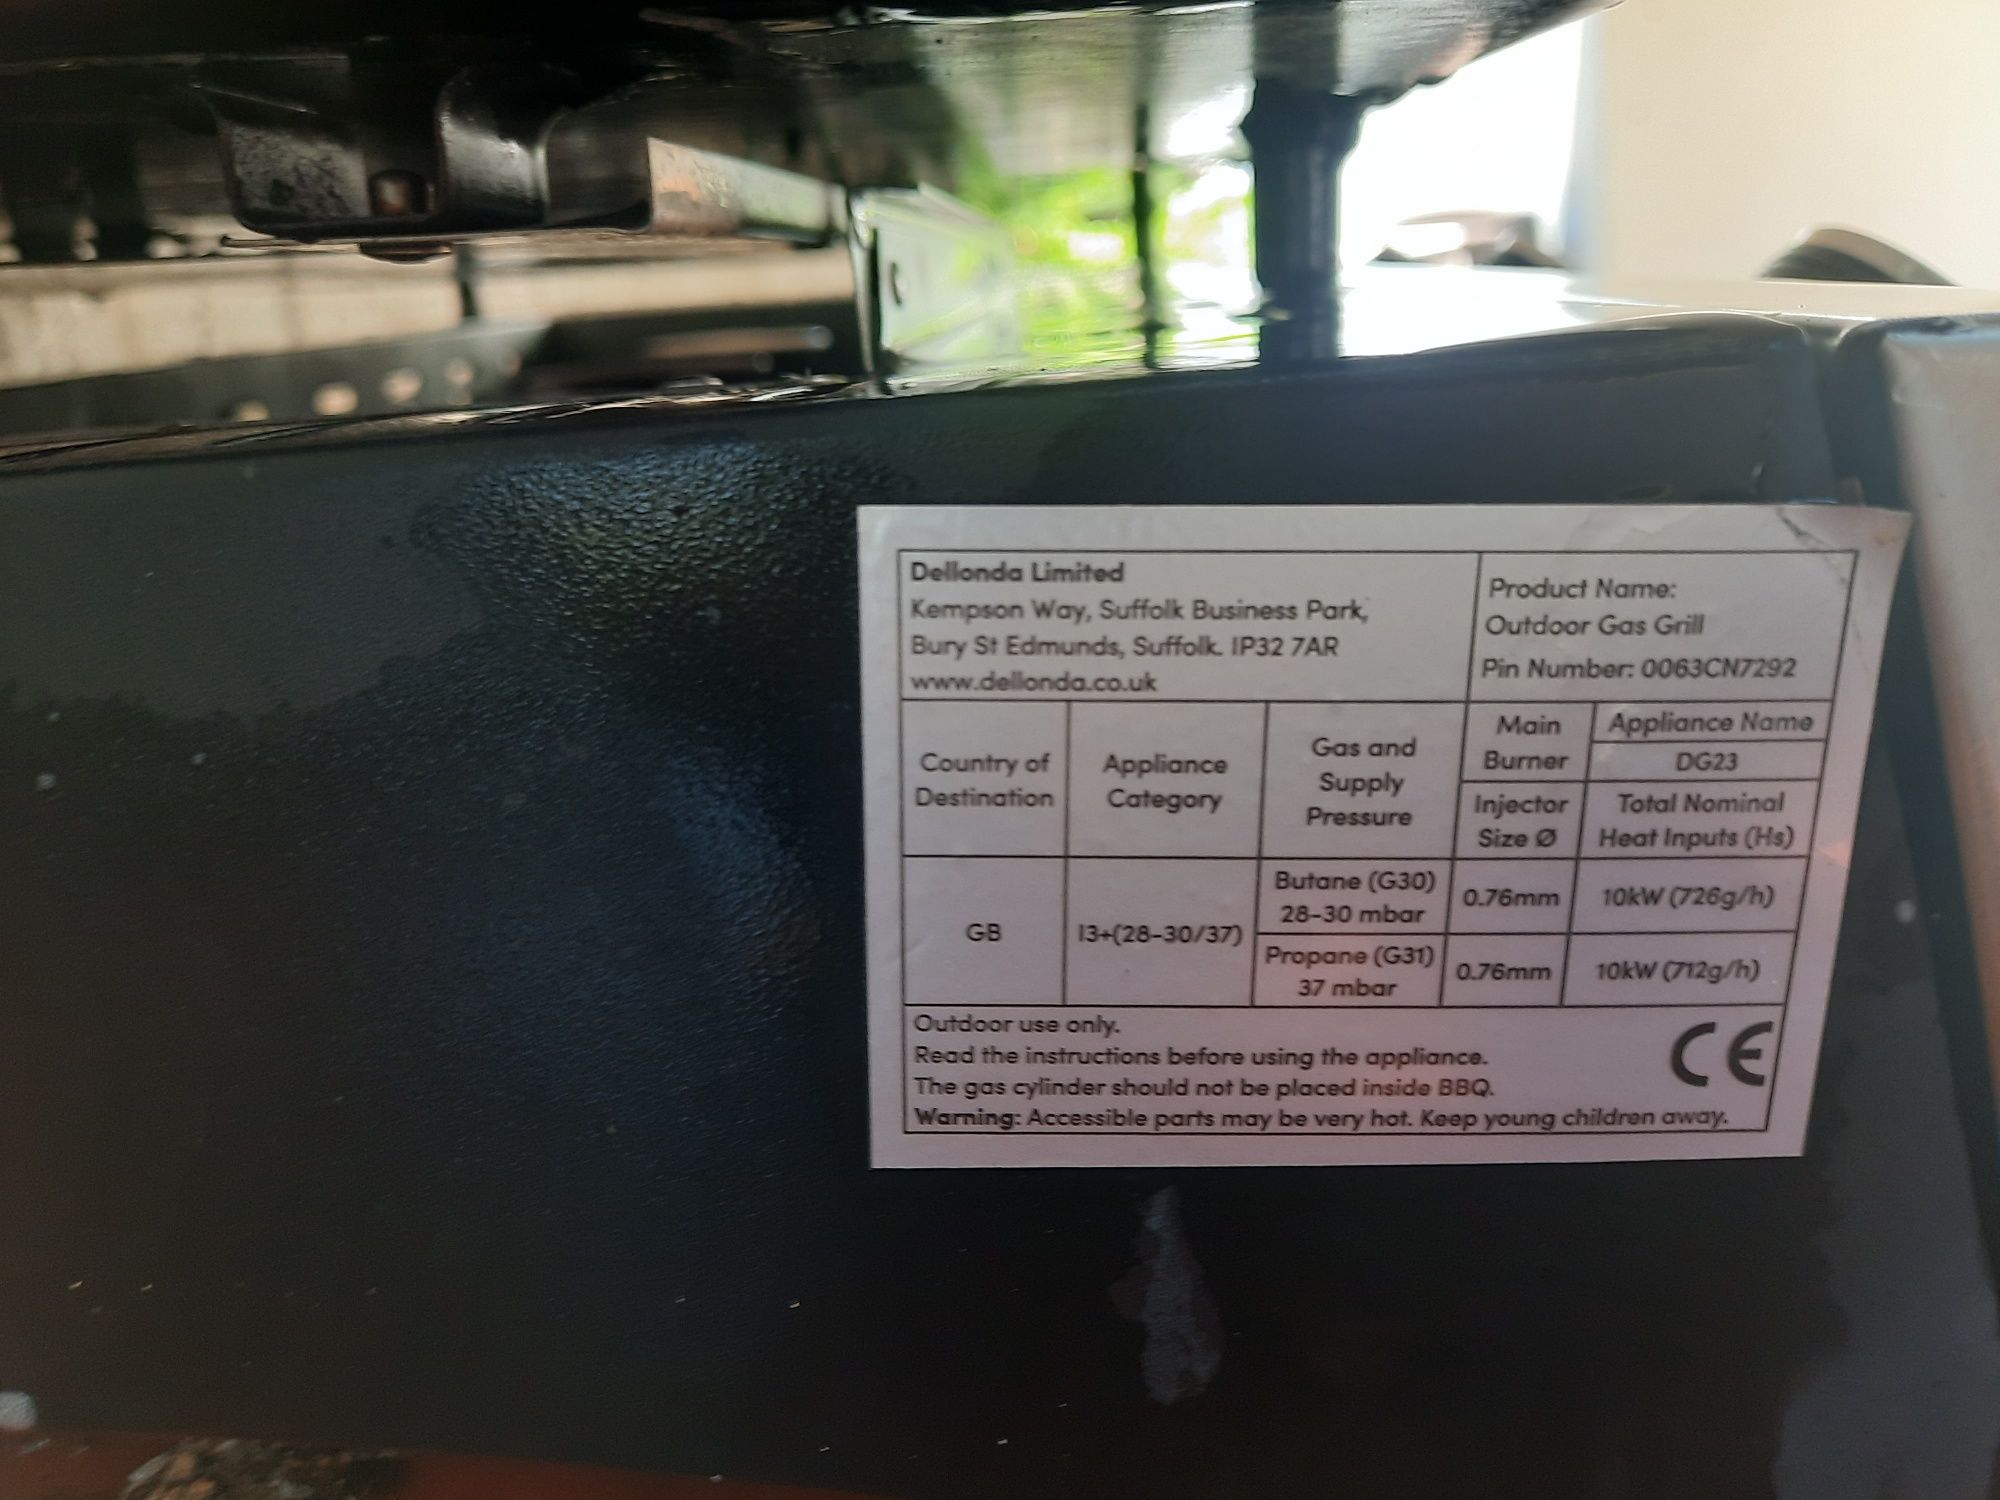 Dellonda Limited
Kempson Way, Suffolk Business Park,
Bury St Edmunds, Suffolk. IP32 7AR
www.dellonda.co.uk
Product Name:
Outdoor Gas Grill
Pin Number: 0063CN7292
Country of
Destination
Appliance
Category
Gas and
Supply
Pressure
Main
Burner
Injector
Size Ø
Appliance Name
DG23
Total Nominal
Heat Inputs (Hs)
GB
I3+(28-30/37)
Butane (G30)
28-30 mbar
0.76mm
10kW (726g/h)
Propane (G31)
37 mbar
0.76mm
10kW (712g/h)
Outdoor use only.
Read the instructions before using the appliance.
The gas cylinder should not be placed inside BBQ.
Warning: Accessible parts may be very hot. Keep young children away.
CE